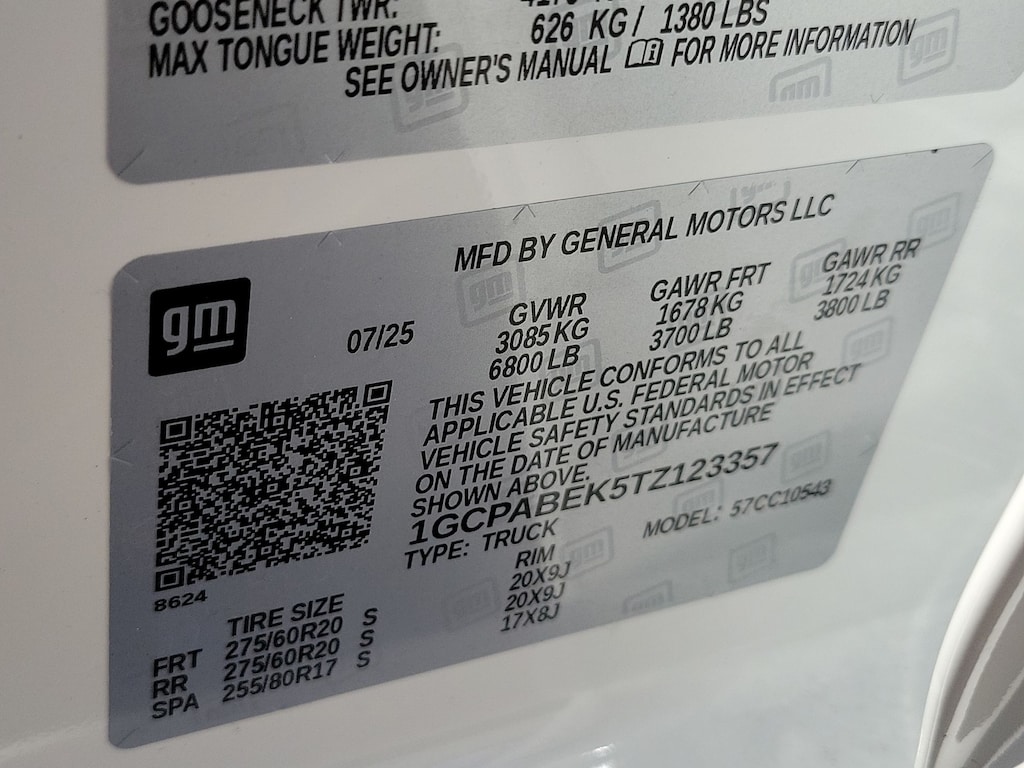 GOOSENECK TWR:
MAX TONGUE WEIGHT: 626 KG / 1380 LBS
SEE OWNER'S MANUAL FOR MORE INFORMATION
MFD BY GENERAL MOTORS LLC
gm
07/25
GVWR GAWR FRT GAWR RR
3085 KG 1678 KG 1724 KG
6800 LB 3700 LB 3800 LB
THIS VEHICLE CONFORMS TO ALL
APPLICABLE U.S. FEDERAL MOTOR
VEHICLE SAFETY STANDARDS IN EFFECT
ON THE DATE OF MANUFACTURE
SHOWN ABOVE.
1GCPABEK5TZ123357
TYPE: TRUCK MODEL: 57CC10543
8624
TIRE SIZE RIM
FRT 275/60R20 S 20X9J
RR 275/60R20 S 20X9J
SPA 255/80R17 S 17X8J